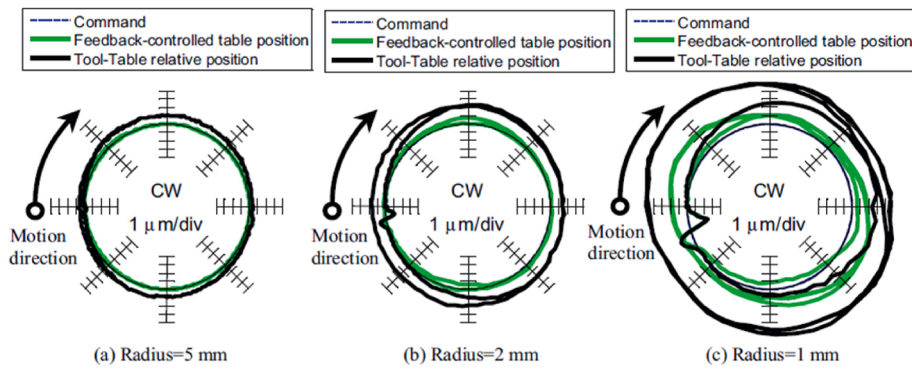 Command
Feedback-controlled table position
Tool-Table relative position
CW
1 μm/div
Motion
direction
(a) Radius=5 mm
Command
Feedback-controlled table position
Tool-Table relative position
CW
1 μm/div
Motion
direction
(b) Radius=2 mm
Command
Feedback-controlled table position
Tool-Table relative position
CW
1 μm/div
Motion
direction
(c) Radius=1 mm